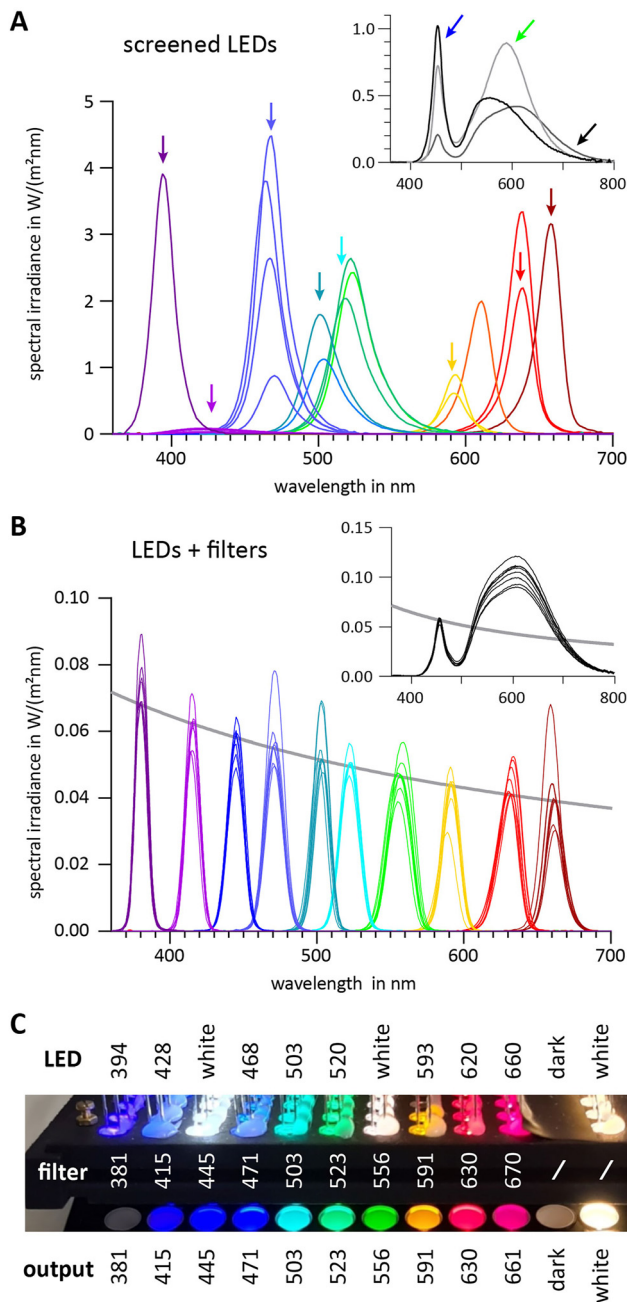 A
screened LEDs
1.0
0.5
0.0
400 600 800
5
4
3
2
1
0
spectral irradiance in W/(m²nm)
400 500 600 700
wavelength in nm
B
LEDs + filters
0.15
0.10
0.05
0.00
400 600 800
0.10
0.08
0.06
0.04
0.02
0.00
spectral irradiance in W/(m²nm)
400 500 600 700
wavelength in nm
C
LED 394 428 white 468 503 520 white 593 620 660 dark white
filter 381 415 445 471 503 523 556 591 630 670 / /
output 381 415 445 471 503 523 556 591 630 661 dark white